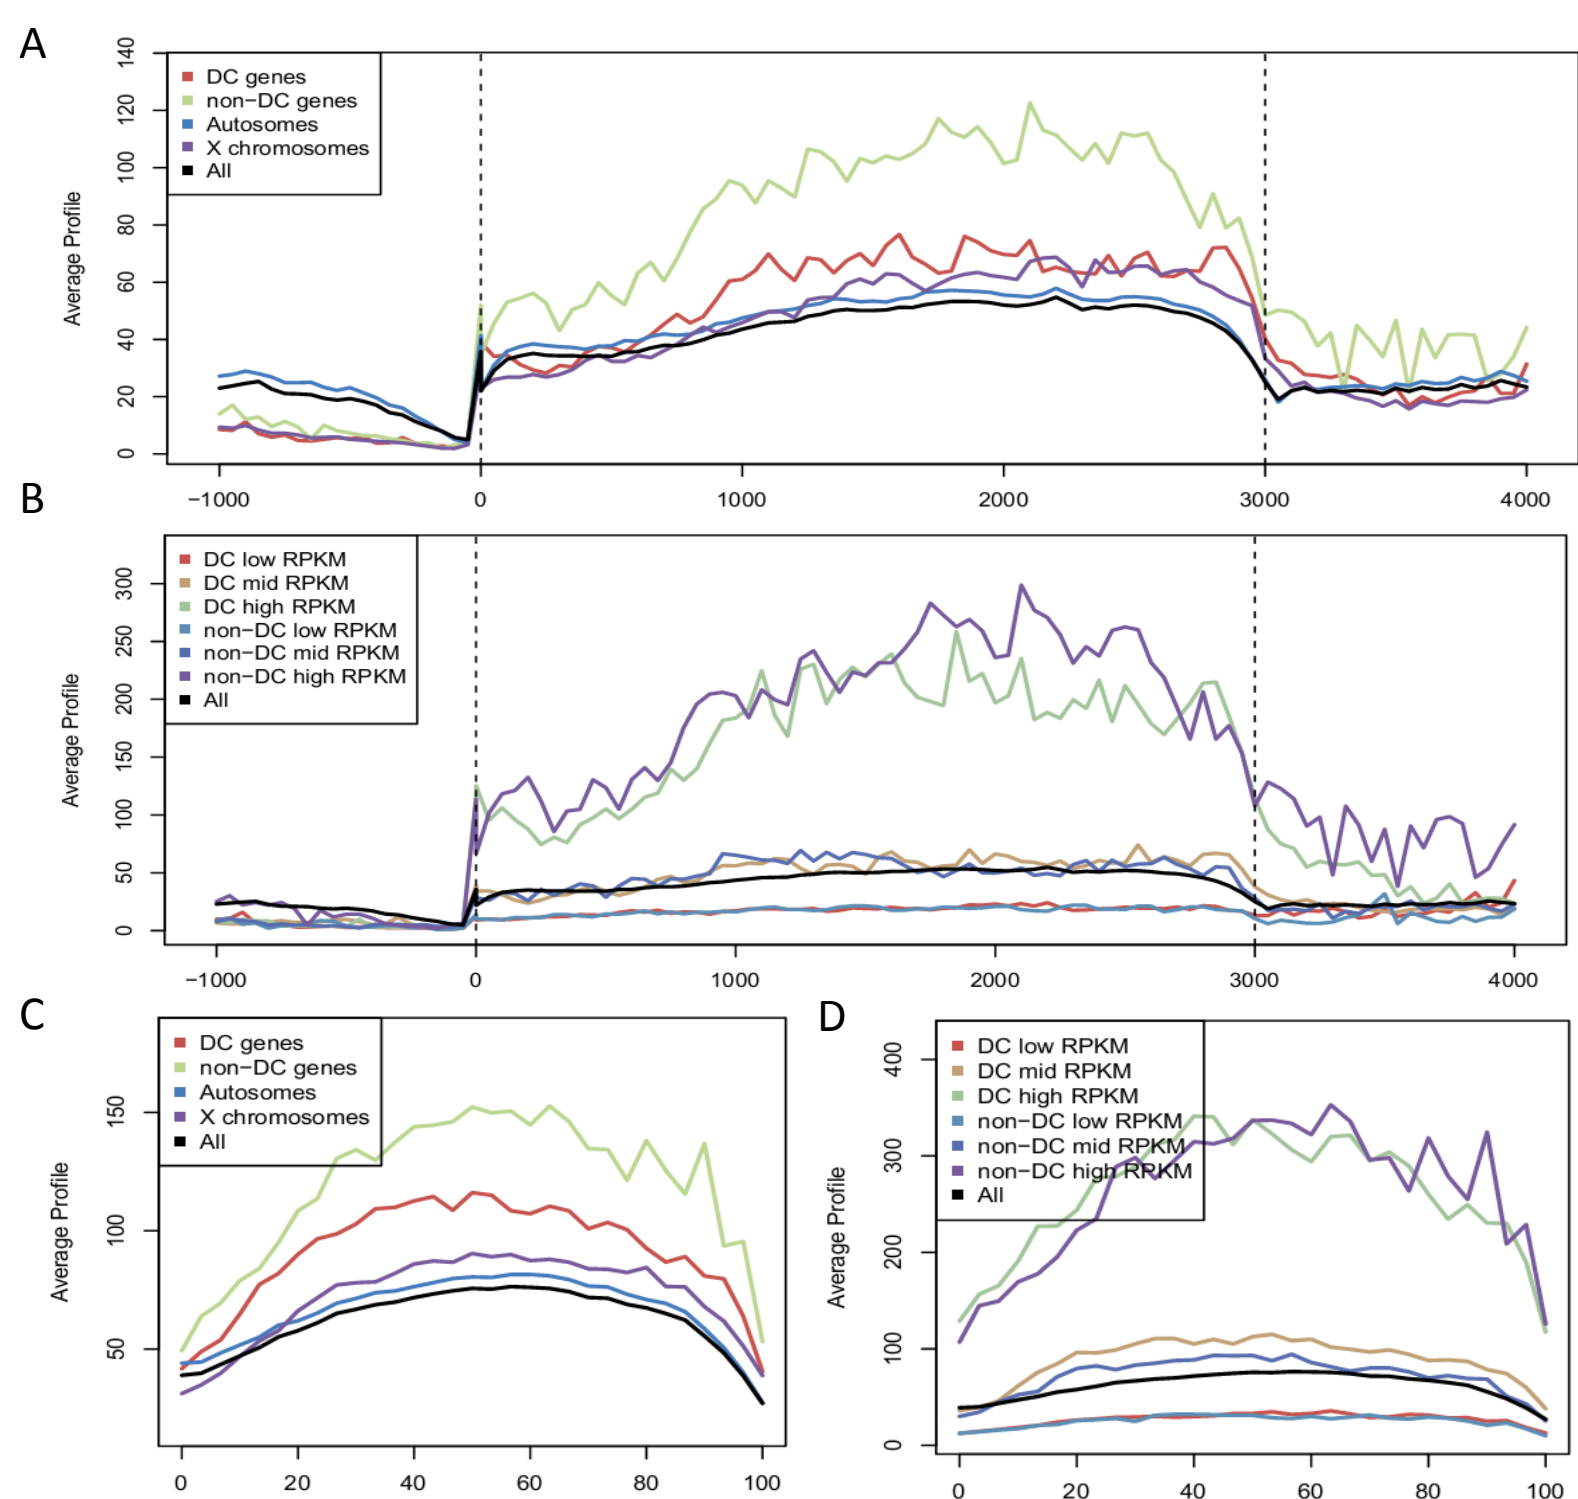 A
DC genes
non−DC genes
Autosomes
X chromosomes
All
Average Profile
0
20
40
60
80
100
120
140
−1000
0
1000
2000
3000
4000
B
DC low RPKM
DC mid RPKM
DC high RPKM
non−DC low RPKM
non−DC mid RPKM
non−DC high RPKM
All
Average Profile
0
50
100
150
200
250
300
−1000
0
1000
2000
3000
4000
C
DC genes
non−DC genes
Autosomes
X chromosomes
All
Average Profile
50
100
150
0
20
40
60
80
100
D
DC low RPKM
DC mid RPKM
DC high RPKM
non−DC low RPKM
non−DC mid RPKM
non−DC high RPKM
All
Average Profile
0
100
200
300
400
0
20
40
60
80
100